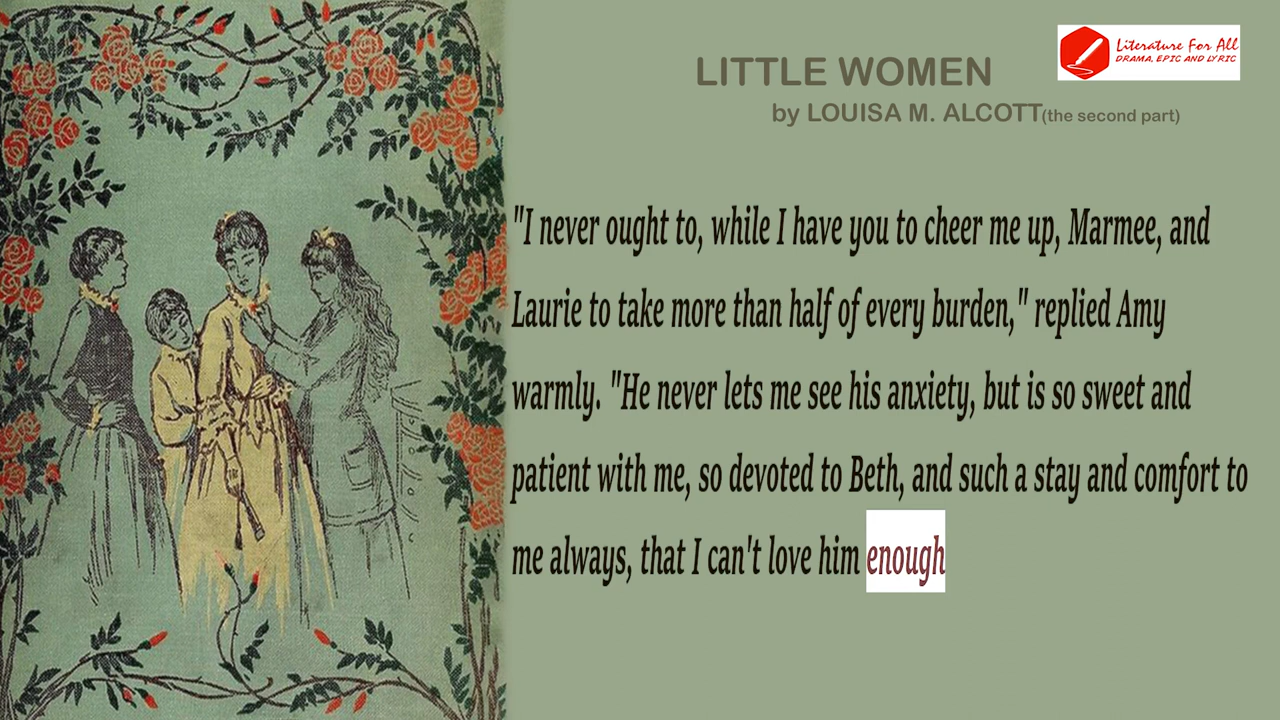 LITTLE WOMEN
by LOUISA M. ALCOTT(the second part)
Literature For All
DRAMA, EPIC AND LYRIC
"I never ought to, while I have you to cheer me up, Marmee, and
Laurie to take more than half of every burden," replied Amy
warmly. "He never lets me see his anxiety, but is so sweet and
patient with me, so devoted to Beth, and such a stay and comfort to
me always, that I can't love him enough